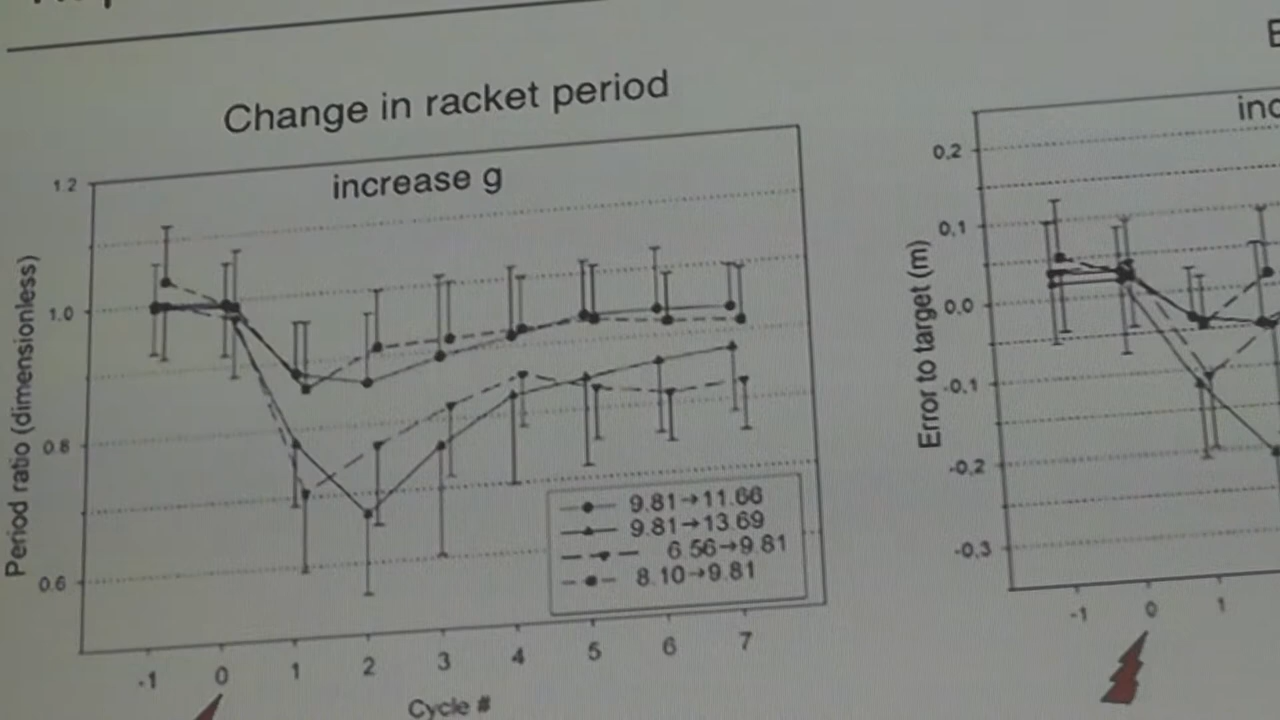 Change in racket period
increase g
1.2
1.0
0.8
0.6
Period ratio (dimensionless)
9.81→11.66
9.81→13.69
6.56→9.81
8.10→9.81
-1 0 1 2 3 4 5 6 7
Cycle #
0,2
0,1
0,0
-0,1
-0,2
-0,3
Error to target (m)
-1 0 1